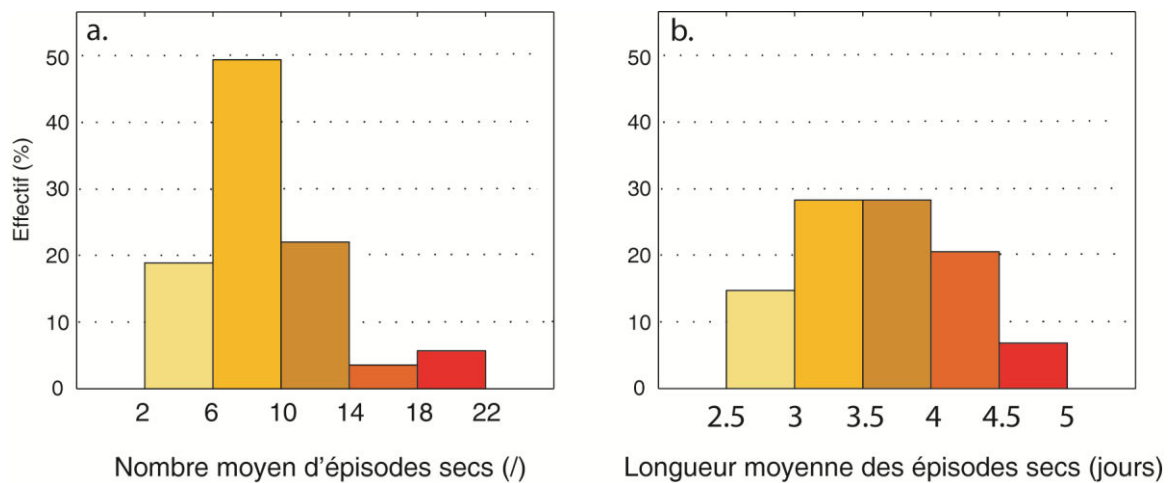 a.
Effectif (%)
50
40
30
20
10
0
2 6 10 14 18 22
Nombre moyen d'épisodes secs (/)
b.
50
40
30
20
10
0
2.5 3 3.5 4 4.5 5
Longueur moyenne des épisodes secs (jours)